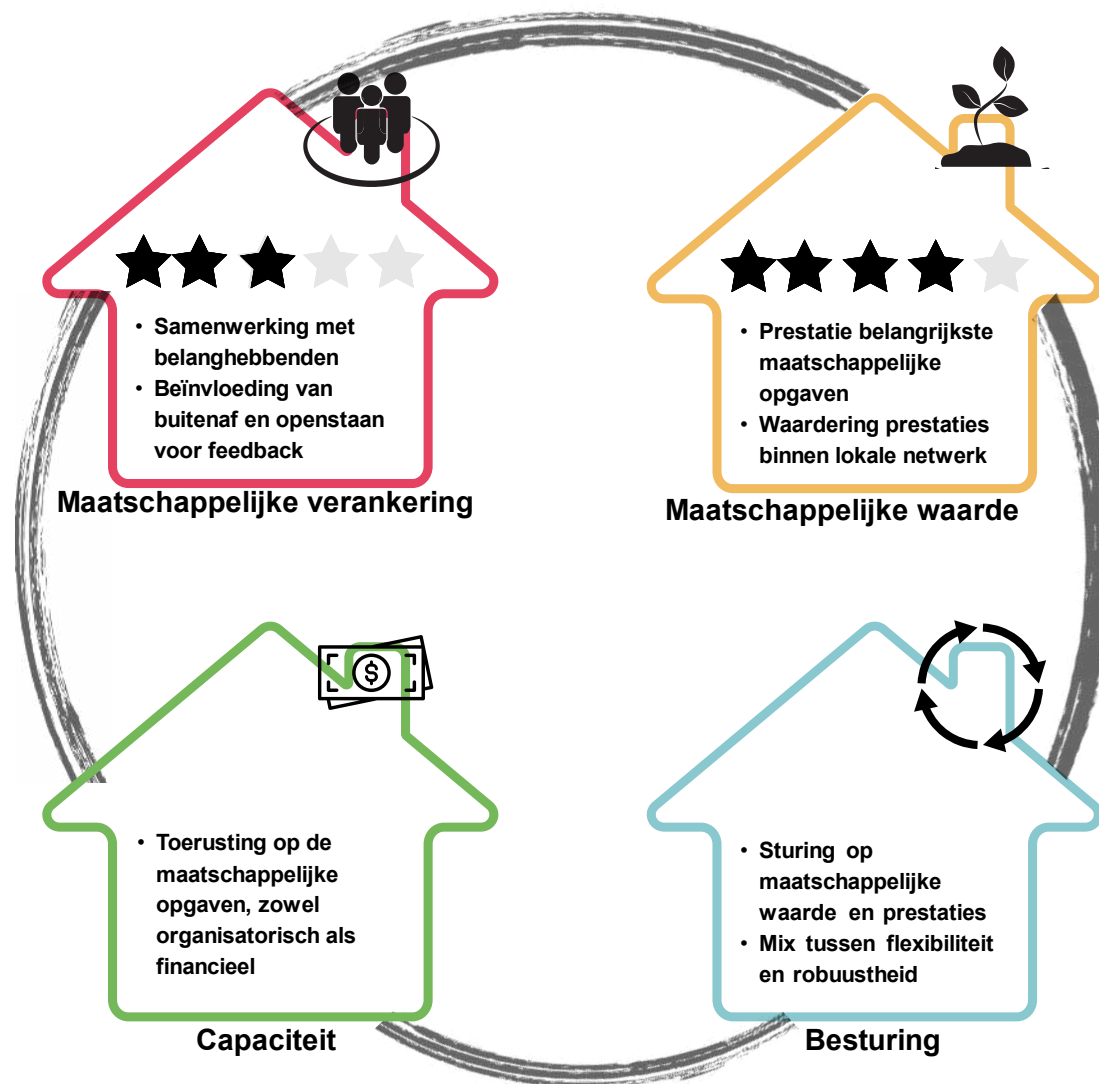 • Samenwerking met
belanghebbenden
• Beïnvloeding van
buitenaf en openstaan
voor feedback
Maatschappelijke verankering
• Prestatie belangrijkste
maatschappelijke
opgaven
• Waardering prestaties
binnen lokale netwerk
Maatschappelijke waarde
$
• Toerusting op de
maatschappelijke
opgaven, zowel
organisatorisch als
financieel
Capaciteit
• Sturing op
maatschappelijke
waarde en prestaties
• Mix tussen flexibiliteit
en robuustheid
Besturing